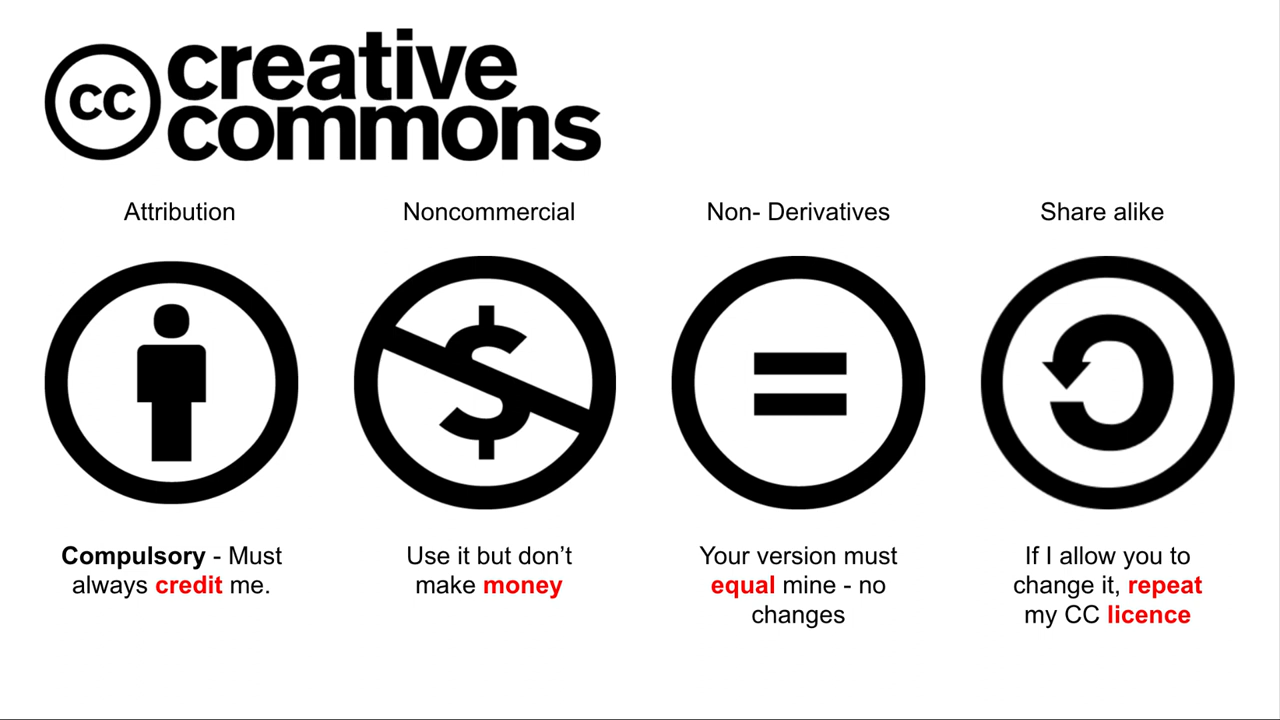 cc creative
commons
Attribution
Noncommercial
Non- Derivatives
Share alike
$
=
Compulsory - Must
always credit me.
Use it but don’t
make money
Your version must
equal mine - no
changes
If I allow you to
change it, repeat
my CC licence